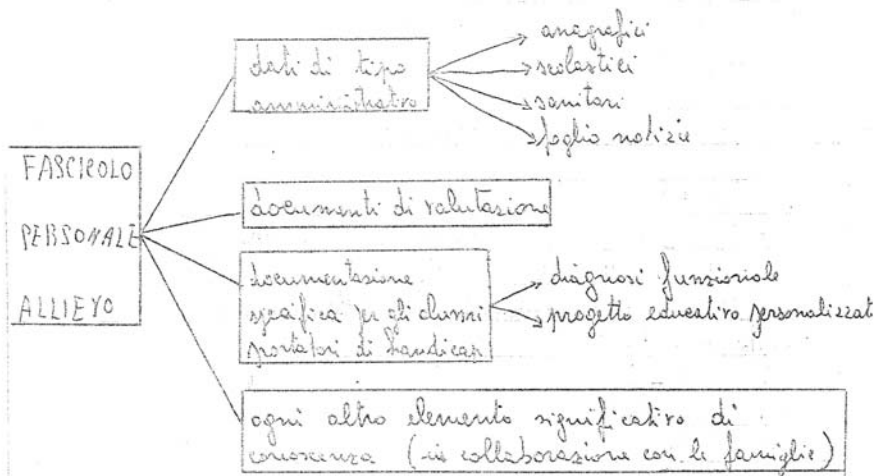 FASCICOLO
PERSONALE
ALLIEVO
dati di tipo
amministrativo
anagrafici
scolastici
sanitari
foglio notizie
documenti di valutazione
documentazione
specifica per gli alunni
portatori di handicap
diagnosi funzionale
progetto educativo personalizzat
ogni altro elemento significativo di
conoscenza (in collaborazione con le famiglie)